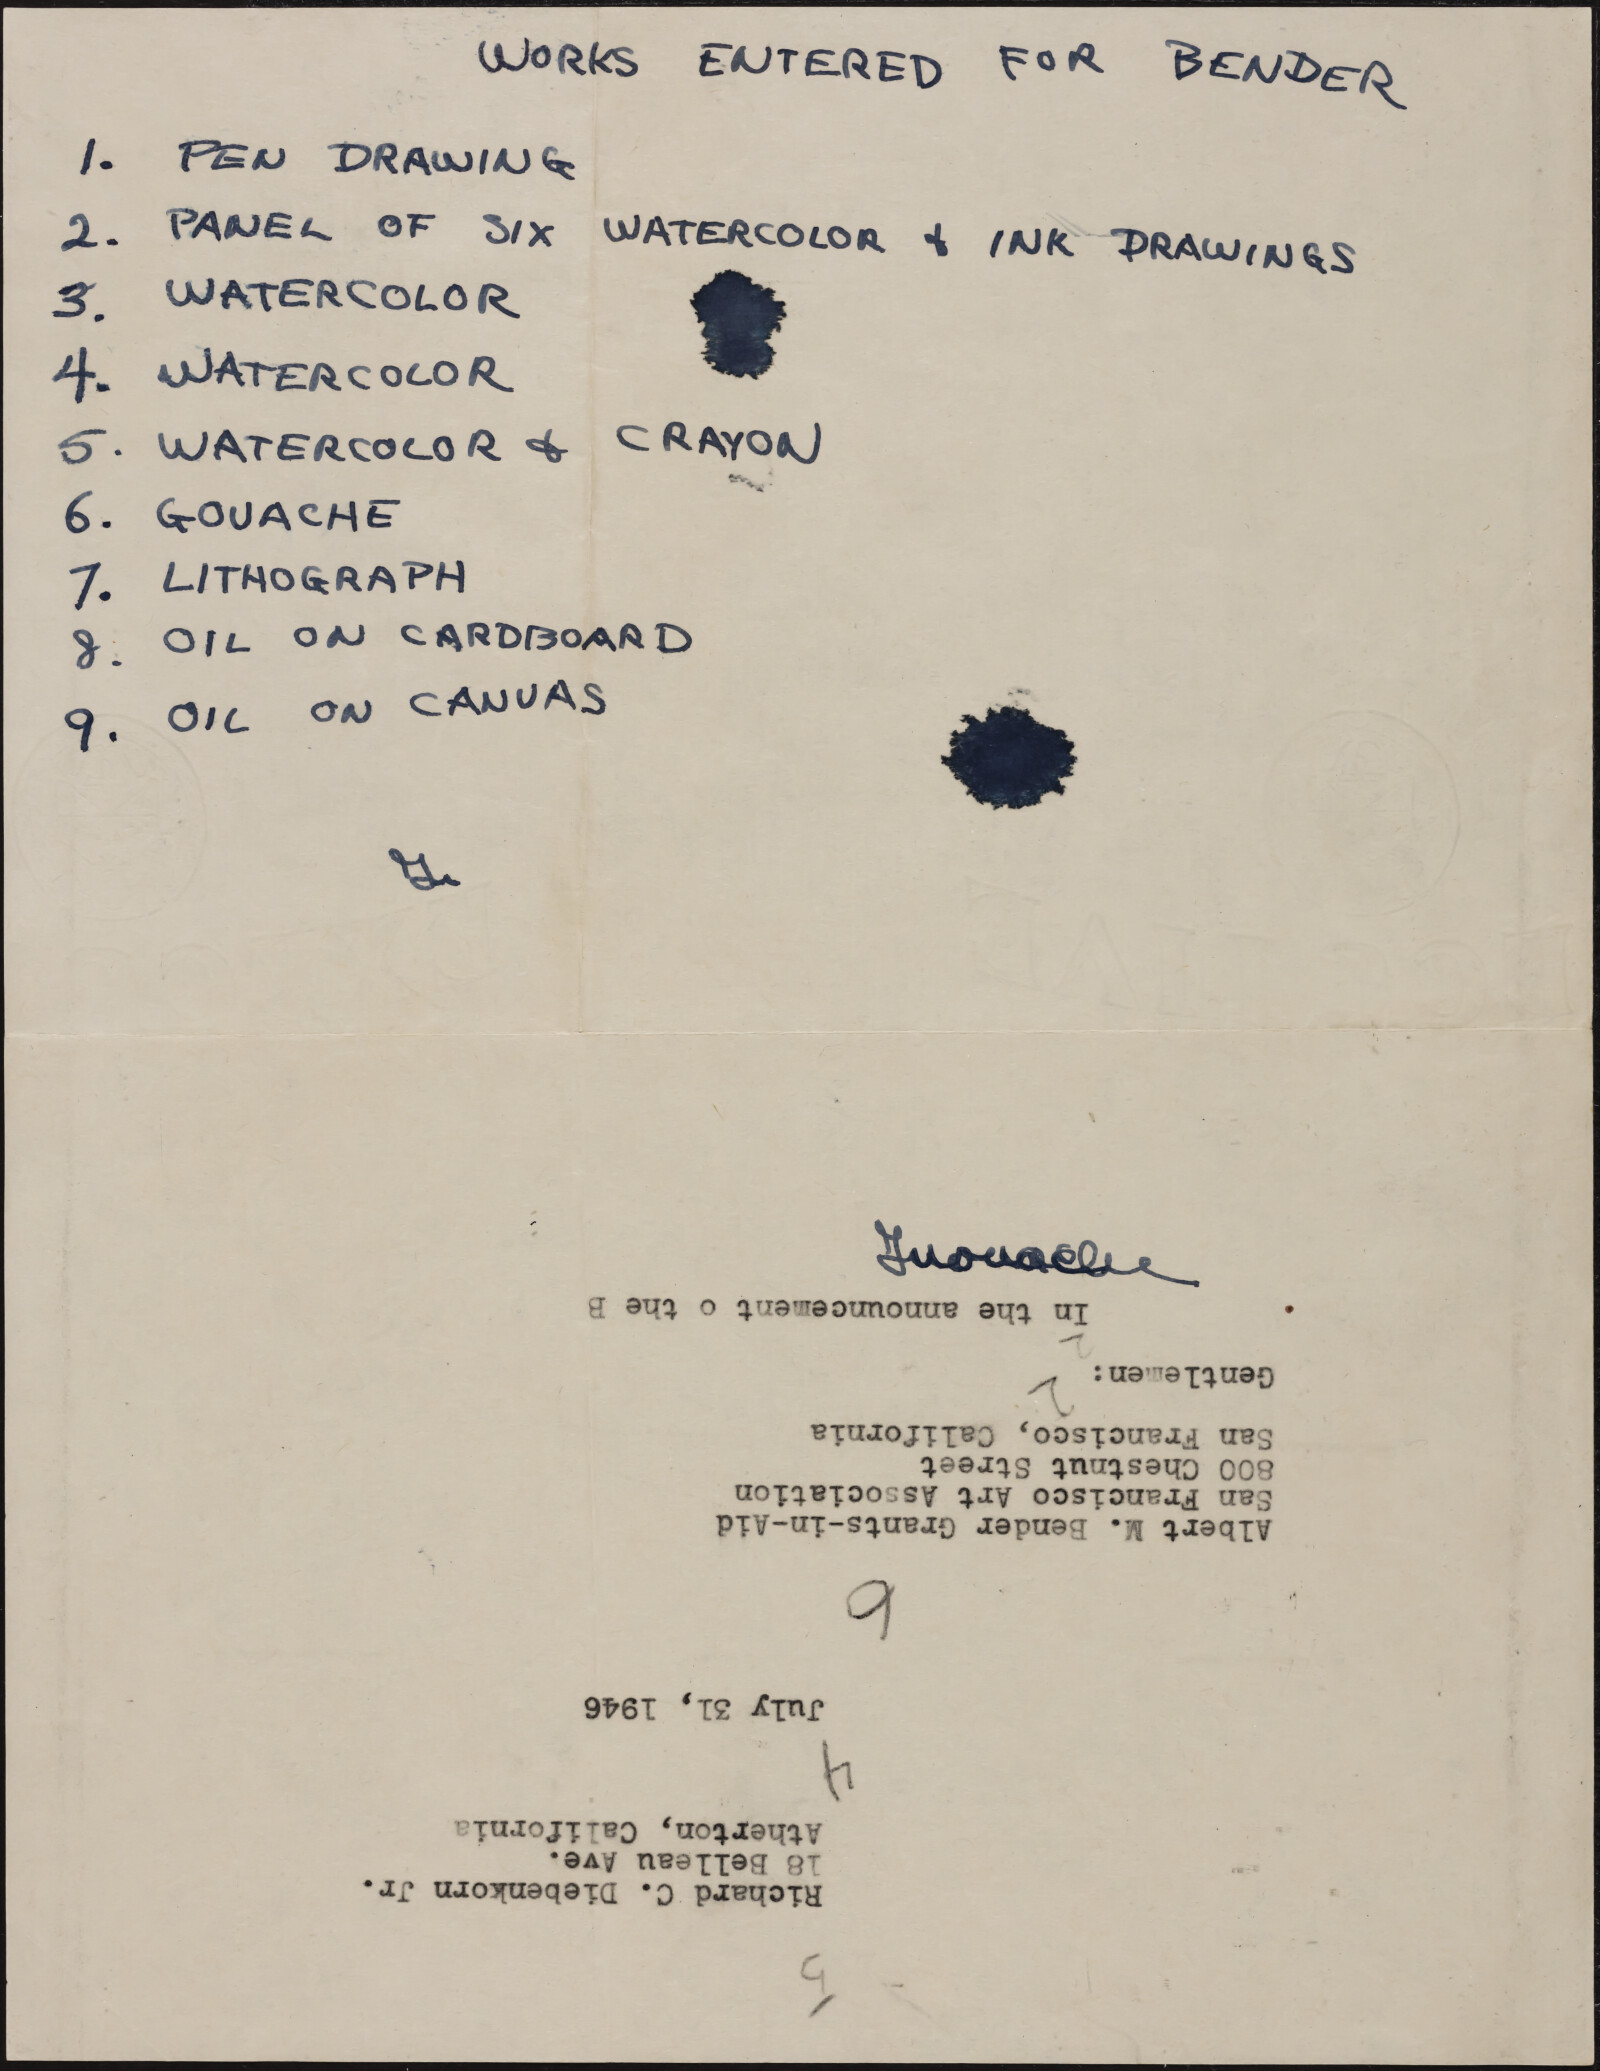 WORKS ENTERED FOR BENDER
1. PEN DRAWING
2. PANEL OF SIX WATERCOLOR & INK DRAWINGS
3. WATERCOLOR
4. WATERCOLOR
5. WATERCOLOR & CRAYON
6. GOUACHE
7. LITHOGRAPH
8. OIL ON CARDBOARD
9. OIL ON CANVAS
5
Richard C. Diebenkorn Jr.
18 Belleau Ave.
Atherton, California
4
July 31, 1946
6
Albert M. Bender Grants-in-Aid
San Francisco Art Association
800 Chestnut Street
San Francisco, California
2
Gentlemen:
2
In the announcement o the B